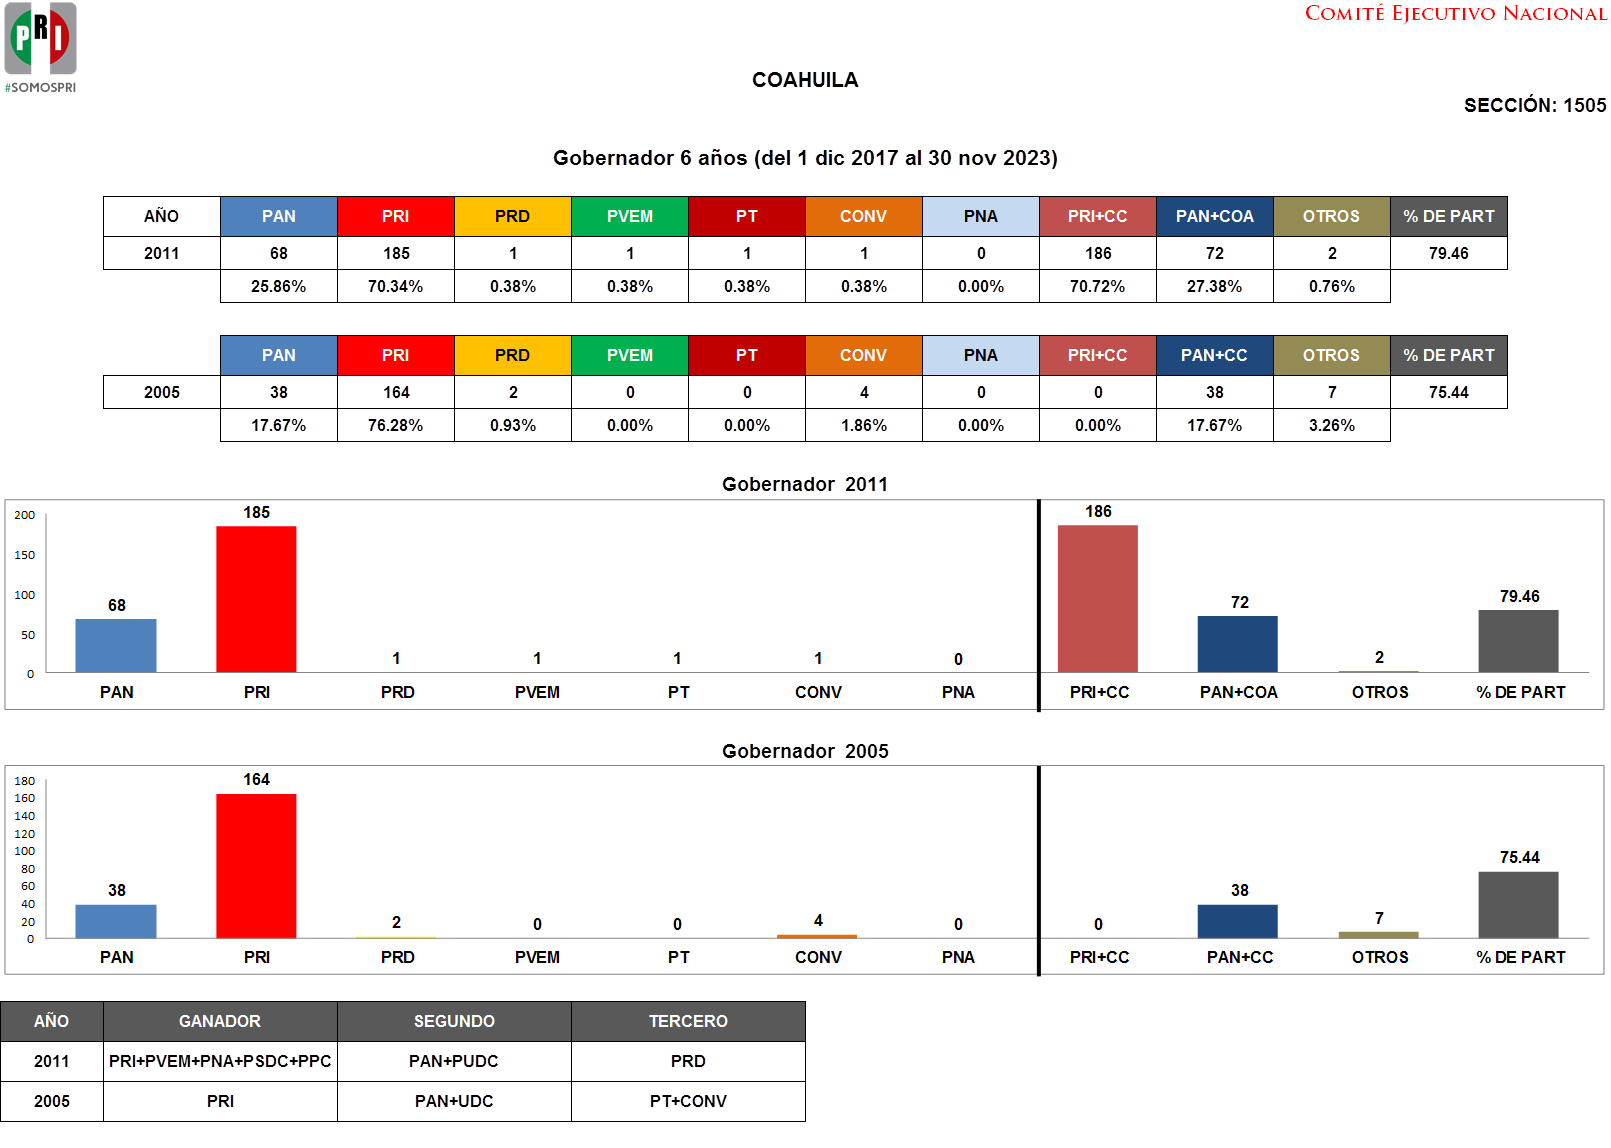 COMITÉ EJECUTIVO NACIONAL
PRI
#SOMOSPRI
COAHUILA
SECCIÓN: 1505
Gobernador 6 años (del 1 dic 2017 al 30 nov 2023)
AÑO PAN PRI PRD PVEM PT CONV PNA PRI+CC PAN+COA OTROS % DE PART
2011 68 185 1 1 1 1 0 186 72 2 79.46
25.86% 70.34% 0.38% 0.38% 0.38% 0.38% 0.00% 70.72% 27.38% 0.76%
PAN PRI PRD PVEM PT CONV PNA PRI+CC PAN+CC OTROS % DE PART
2005 38 164 2 0 0 4 0 0 38 7 75.44
17.67% 76.28% 0.93% 0.00% 0.00% 1.86% 0.00% 0.00% 17.67% 3.26%
Gobernador 2011
200
150
100
50
0
68 185 1 1 1 1 0 186 72 2 79.46
PAN PRI PRD PVEM PT CONV PNA PRI+CC PAN+COA OTROS % DE PART
Gobernador 2005
180
160
140
120
100
80
60
40
20
0
38 164 2 0 0 4 0 0 38 7 75.44
PAN PRI PRD PVEM PT CONV PNA PRI+CC PAN+CC OTROS % DE PART
AÑO GANADOR SEGUNDO TERCERO
2011 PRI+PVEM+PNA+PSDC+PPC PAN+PUDC PRD
2005 PRI PAN+UDC PT+CONV